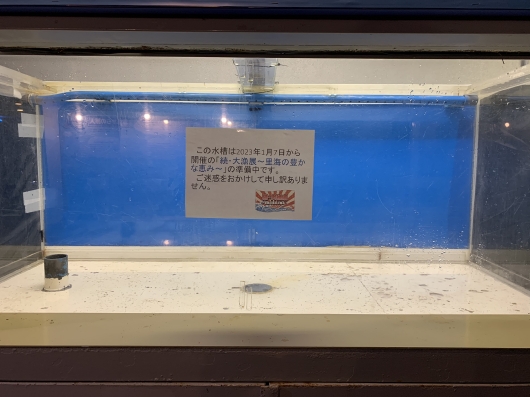 この水槽は2023年1月7日から
開催の「続・大漁展～里海の豊か
な恵み～」の準備中です。
ご迷惑をおかけして申し訳ありま
せん。